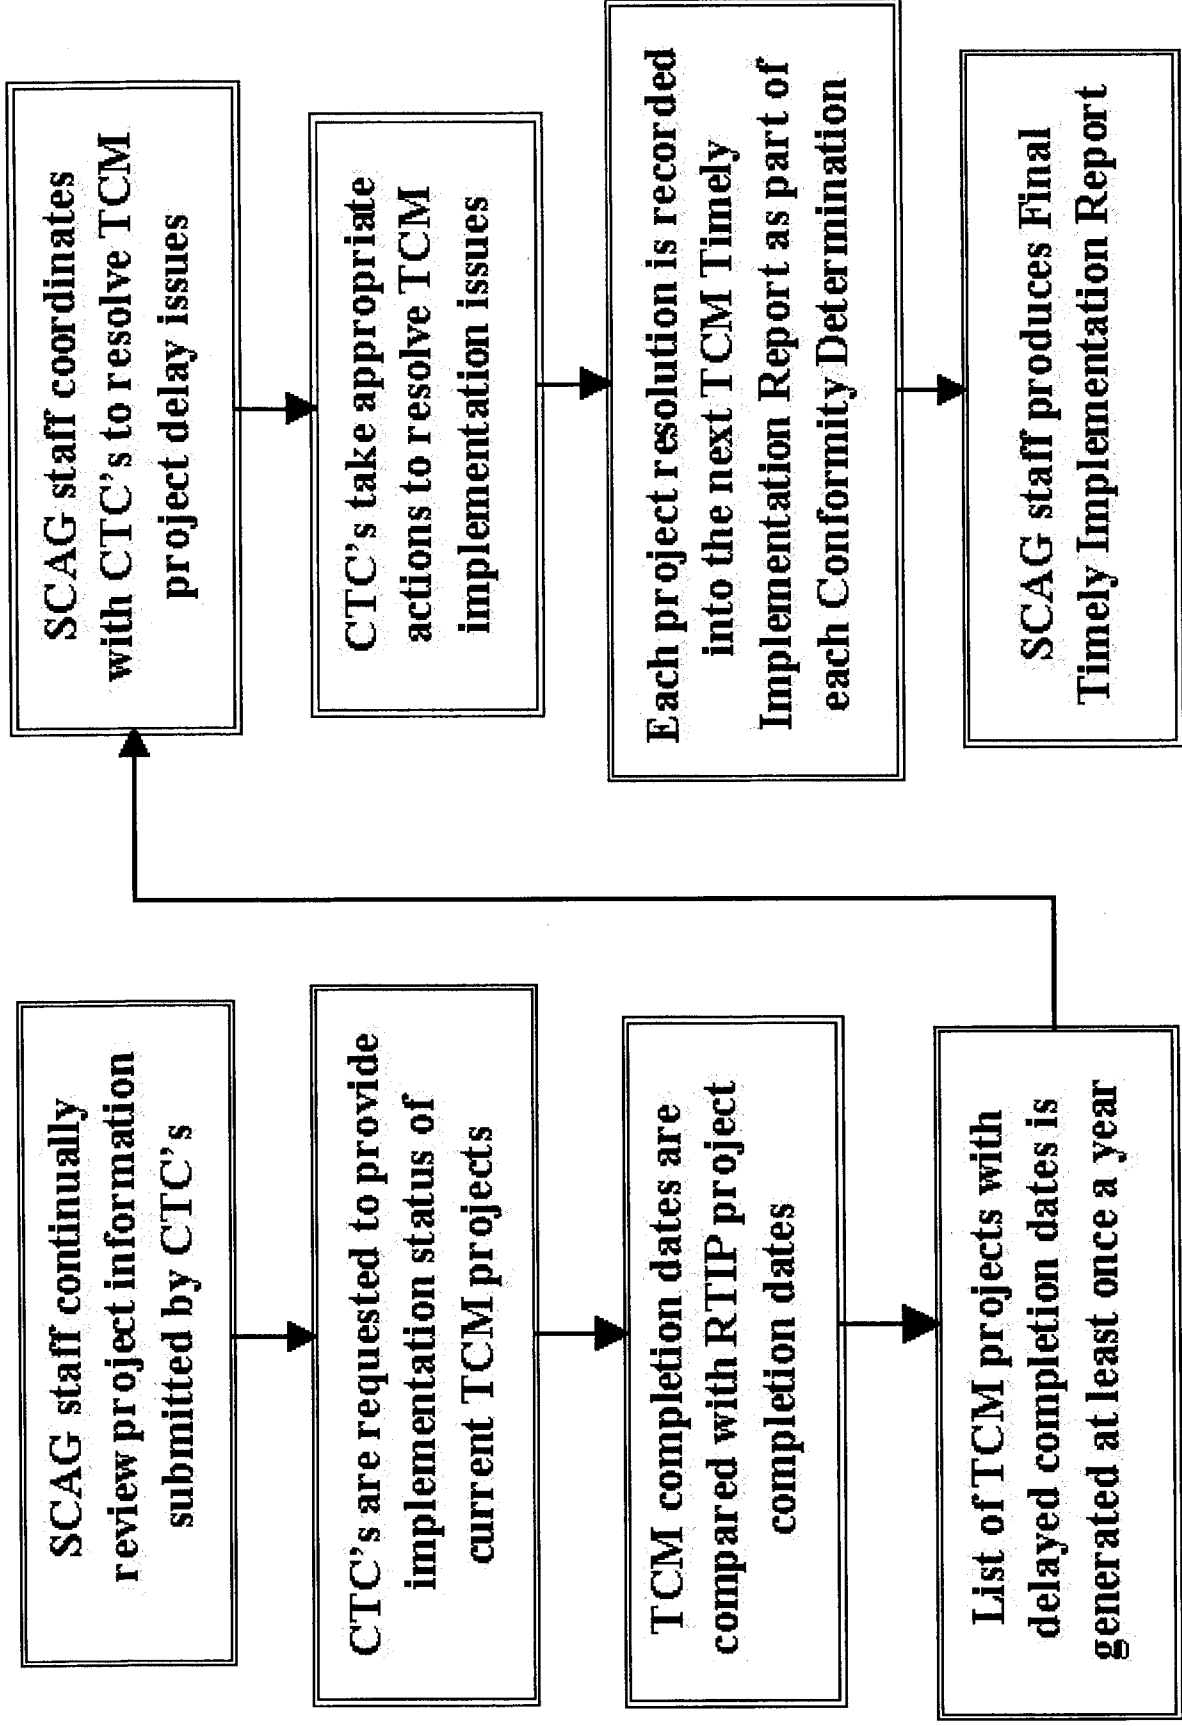 SCAG staff continually
review project information
submitted by CTC's
CTC's are requested to provide
implementation status of
current TCM projects
TCM completion dates are
compared with RTIP project
completion dates
List of TCM projects with
delayed completion dates is
generated at least once a year
SCAG staff coordinates
with CTC's to resolve TCM
project delay issues
CTC's take appropriate
actions to resolve TCM
implementation issues
Each project resolution is recorded
into the next TCM Timely
Implementation Report as part of
each Conformity Determination
SCAG staff produces Final
Timely Implementation Report